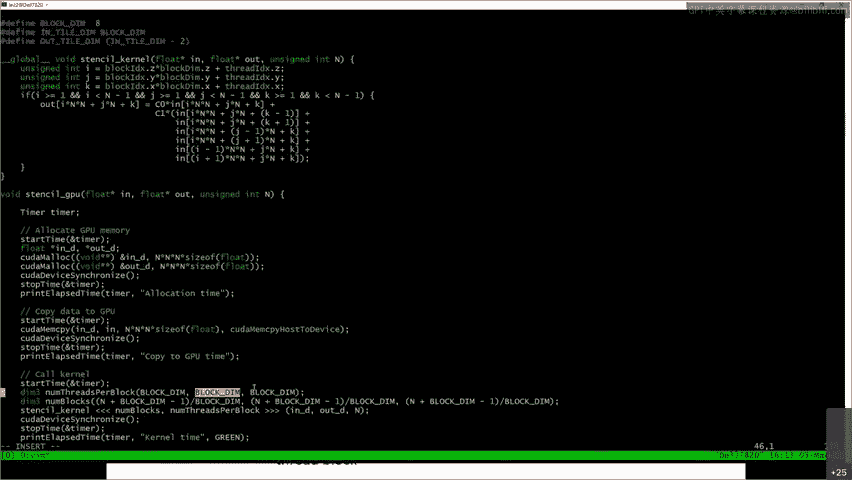 #define BLOCK_DIM 8
#define IN_TILE_DIM BLOCK_DIM
#define OUT_TILE_DIM (IN_TILE_DIM - 2)
__global__ void stencil_kernel(float* in, float* out, unsigned int N) {
unsigned int i = blockIdx.z*blockDim.z + threadIdx.z;
unsigned int j = blockIdx.y*blockDim.y + threadIdx.y;
unsigned int k = blockIdx.x*blockDim.x + threadIdx.x;
if(i >= 1 && i < N - 1 && j >= 1 && j < N - 1 && k >= 1 && k < N - 1) {
out[i*N*N + j*N + k] = C0*in[i*N*N + j*N + k] +
C1*(in[i*N*N + j*N + (k - 1)] +
in[i*N*N + j*N + (k + 1)] +
in[i*N*N + (j - 1)*N + k] +
in[i*N*N + (j + 1)*N + k] +
in[(i - 1)*N*N + j*N + k] +
in[(i + 1)*N*N + j*N + k]);
}
}
void stencil_gpu(float* in, float* out, unsigned int N) {
Timer timer;
// Allocate GPU memory
startTime(&timer);
float *in_d, *out_d;
cudaMalloc((void**) &in_d, N*N*N*sizeof(float));
cudaMalloc((void**) &out_d, N*N*N*sizeof(float));
cudaDeviceSynchronize();
stopTime(&timer);
printElapsedTime(timer, "Allocation time");
// Copy data to GPU
startTime(&timer);
cudaMemcpy(in_d, in, N*N*N*sizeof(float), cudaMemcpyHostToDevice);
cudaDeviceSynchronize();
stopTime(&timer);
printElapsedTime(timer, "Copy to GPU time");
// Call kernel
startTime(&timer);
dim3 numThreadsPerBlock(BLOCK_DIM, BLOCK_DIM, BLOCK_DIM);
dim3 numBlocks((N + BLOCK_DIM - 1)/BLOCK_DIM, (N + BLOCK_DIM - 1)/BLOCK_DIM, (N + BLOCK_DIM - 1)/BLOCK_DIM);
stencil_kernel <<< numBlocks, numThreadsPerBlock >>> (in_d, out_d, N);
cudaDeviceSynchronize();
stopTime(&timer);
printElapsedTime(timer, "Kernel time", GREEN);
-- INSERT -- 46,1
+25